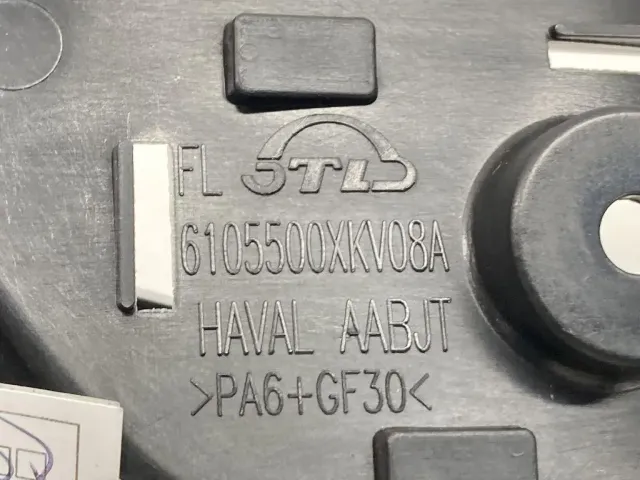 FL STL
6105500XKV08A
HAVAL AABJT
>PA6+GF30<